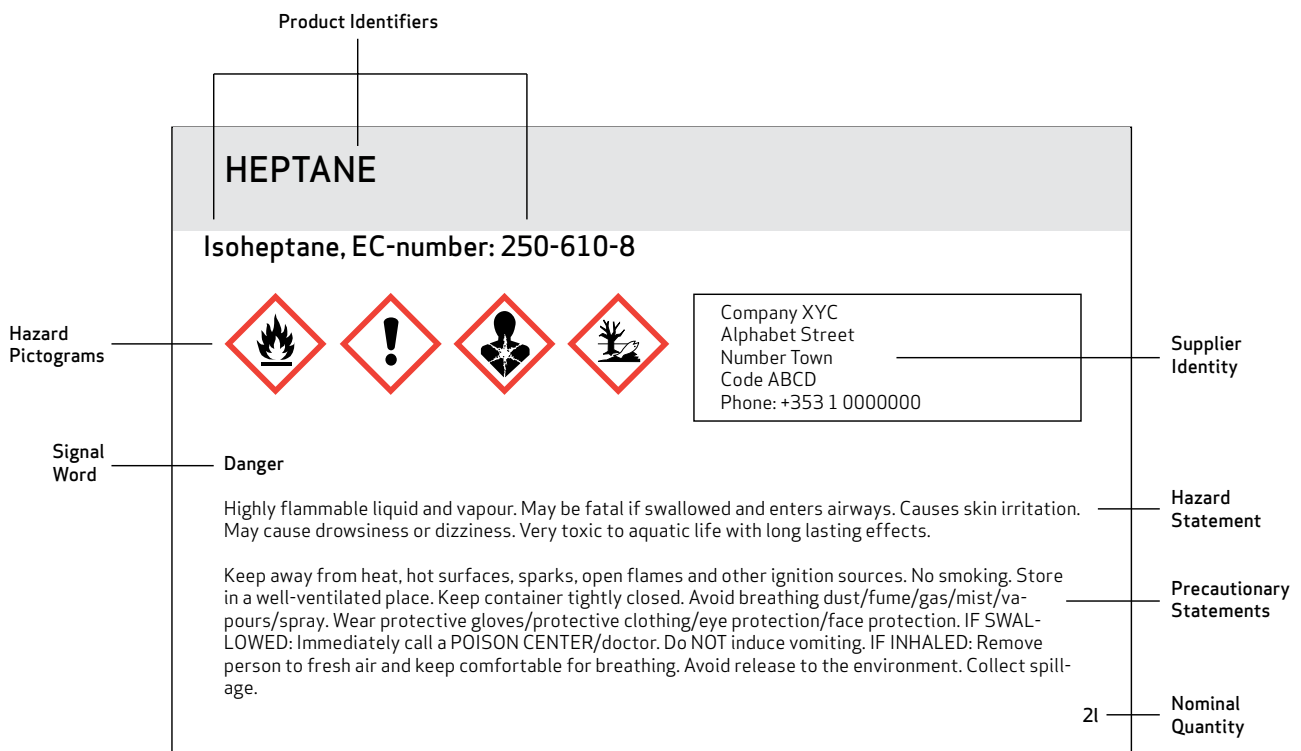 Product Identifiers
HEPTANE
Isoheptane, EC-number: 250-610-8
Hazard
Pictograms
Company XYC
Alphabet Street
Number Town
Code ABCD
Phone: +353 1 0000000
Supplier
Identity
Signal
Word
Danger
Highly flammable liquid and vapour. May be fatal if swallowed and enters airways. Causes skin irritation.
May cause drowsiness or dizziness. Very toxic to aquatic life with long lasting effects.
Hazard
Statement
Keep away from heat, hot surfaces, sparks, open flames and other ignition sources. No smoking. Store
in a well-ventilated place. Keep container tightly closed. Avoid breathing dust/fume/gas/mist/va-
pours/spray. Wear protective gloves/protective clothing/eye protection/face protection. IF SWAL-
LOWED: Immediately call a POISON CENTER/doctor. Do NOT induce vomiting. IF INHALED: Remove
person to fresh air and keep comfortable for breathing. Avoid release to the environment. Collect spill-
age.
Precautionary
Statements
2l
Nominal
Quantity